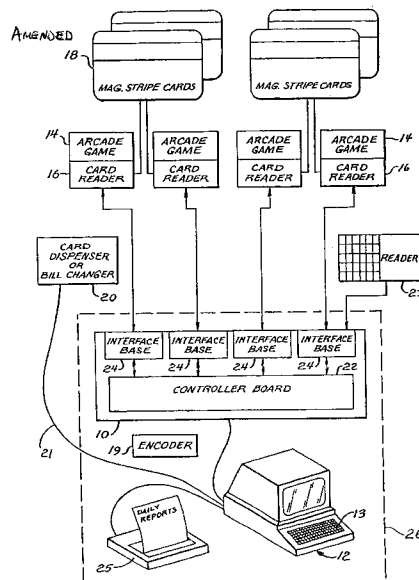 AMENDED
18
MAG. STRIPE CARDS
MAG. STRIPE CARDS
14
ARCADE GAME
ARCADE GAME
ARCADE GAME
ARCADE GAME
14
16
CARD READER
CARD READER
CARD READER
CARD READER
16
CARD DISPENSER OR BILL CHANGER
20
READER
INTERFACE BASE
INTERFACE BASE
INTERFACE BASE
INTERFACE BASE
24
24
24
24
22
CONTROLLER BOARD
21
10
19
ENCODER
DAILY REPORTS
13
25
12
26